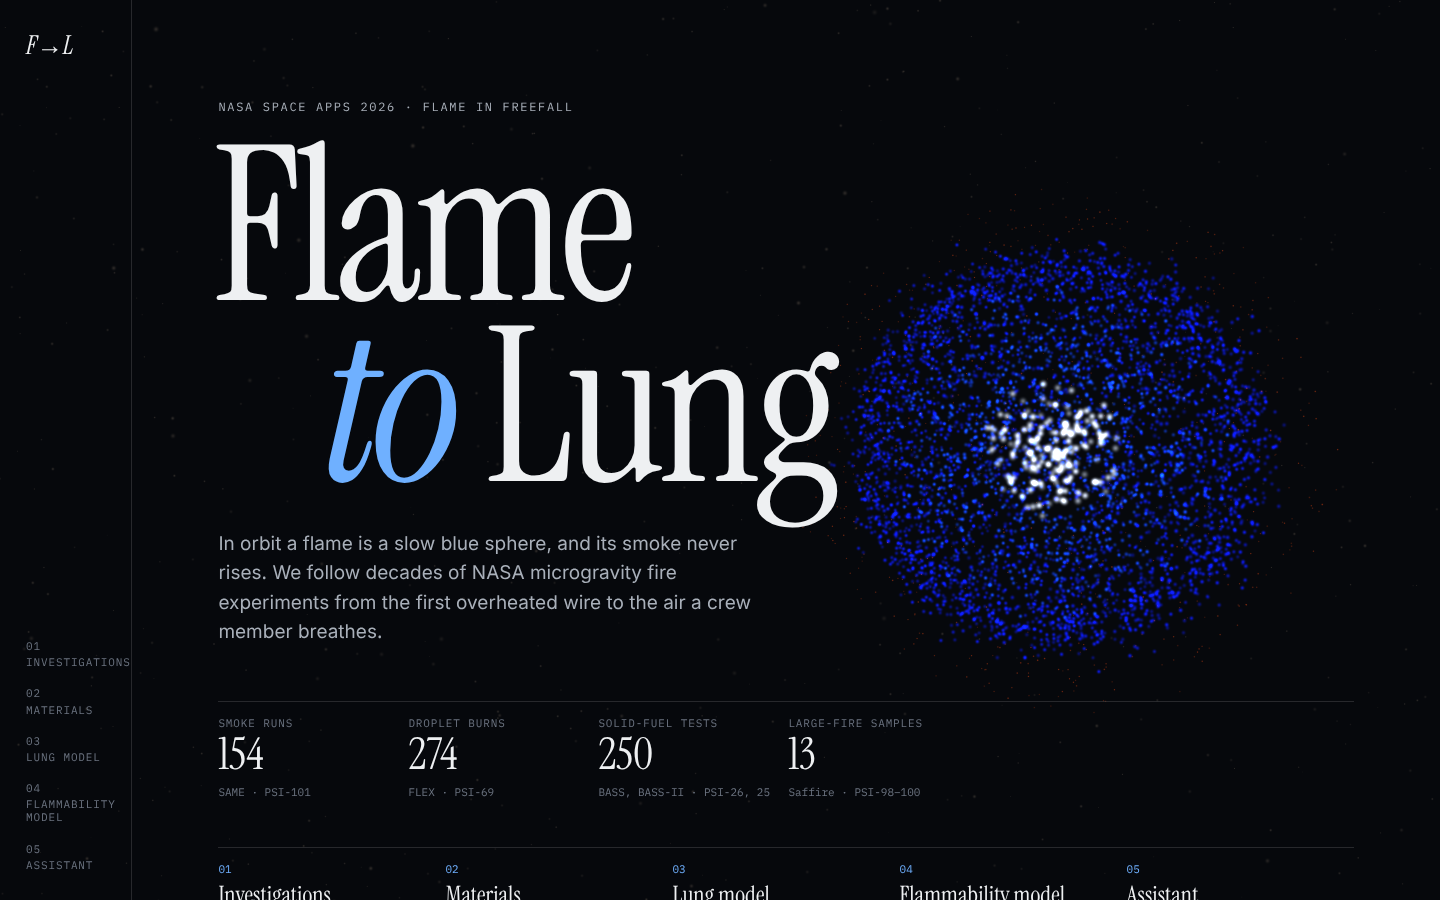 F→L
NASA SPACE APPS 2026 · FLAME IN FREEFALL
Flame
to Lung
In orbit a flame is a slow blue sphere, and its smoke never
rises. We follow decades of NASA microgravity fire
experiments from the first overheated wire to the air a crew
member breathes.
01
INVESTIGATIONS
02
MATERIALS
03
LUNG MODEL
04
FLAMMABILITY
MODEL
05
ASSISTANT
SMOKE RUNS
154
SAME · PSI-101
DROPLET BURNS
274
FLEX · PSI-69
SOLID-FUEL TESTS
250
BASS, BASS-II · PSI-26, 25
LARGE-FIRE SAMPLES
13
Saffire · PSI-98–100
01
Investigations
02
Materials
03
Lung model
04
Flammability model
05
Assistant